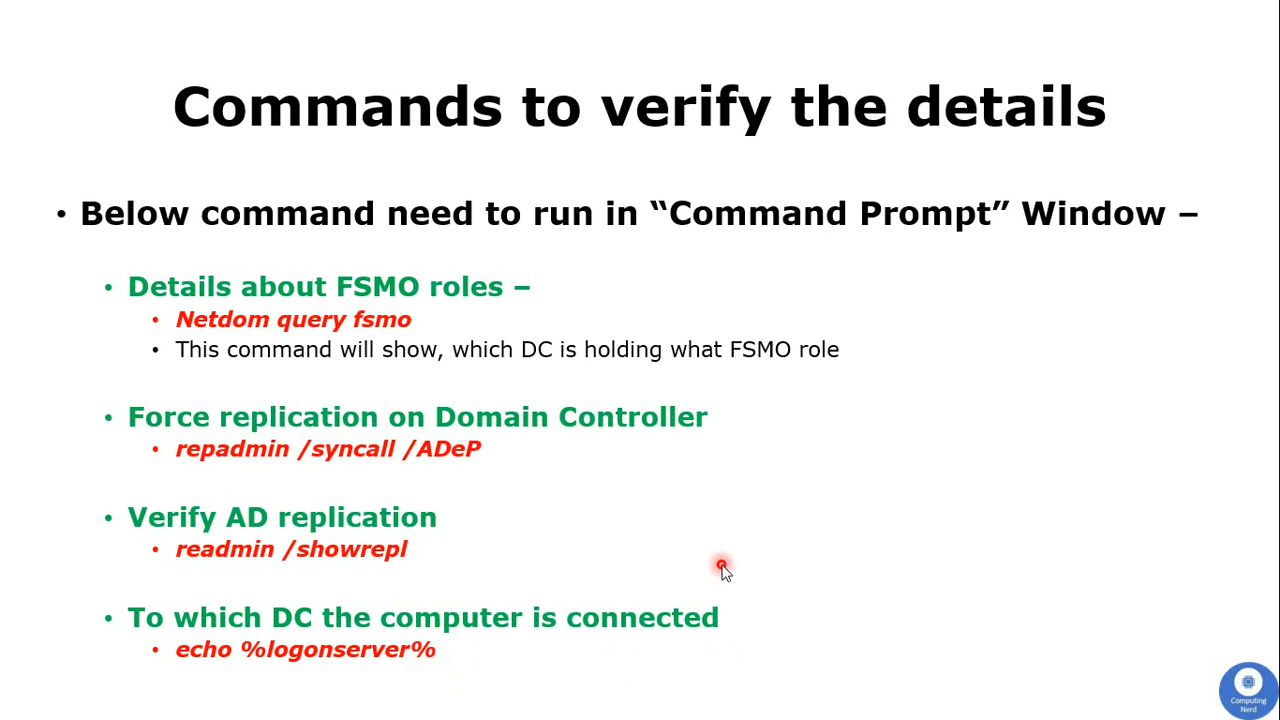 Commands to verify the details
• Below command need to run in “Command Prompt” Window –
• Details about FSMO roles –
• Netdom query fsmo
• This command will show, which DC is holding what FSMO role
• Force replication on Domain Controller
• repadmin /syncall /ADeP
• Verify AD replication
• readmin /showrepl
• To which DC the computer is connected
• echo %logonserver%
Computing
Nerd